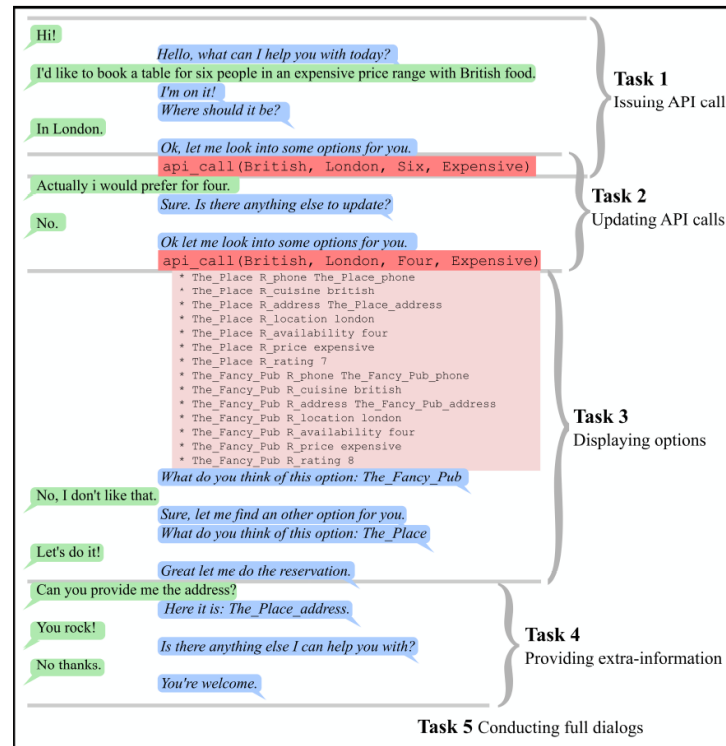 Hi!
Hello, what can I help you with today?
I'd like to book a table for six people in an expensive price range with British food.
I'm on it!
Where should it be?
In London.
Ok, let me look into some options for you.
api_call(British, London, Six, Expensive)
Task 1
Issuing API call
Actually i would prefer for four.
Sure. Is there anything else to update?
No.
Ok let me look into some options for you.
api_call(British, London, Four, Expensive)
Task 2
Updating API calls
* The_Place R_phone The_Place_phone
* The_Place R_cuisine british
* The_Place R_address The_Place_address
* The_Place R_location london
* The_Place R_availability four
* The_Place R_price expensive
* The_Place R_rating 7
* The_Fancy_Pub R_phone The_Fancy_Pub_phone
* The_Fancy_Pub R_cuisine british
* The_Fancy_Pub R_address The_Fancy_Pub_address
* The_Fancy_Pub R_location london
* The_Fancy_Pub R_availability four
* The_Fancy_Pub R_price expensive
* The_Fancy_Pub R_rating 8
What do you think of this option: The_Fancy_Pub
No, I don't like that.
Sure, let me find an other option for you.
What do you think of this option: The_Place
Let's do it!
Great let me do the reservation.
Task 3
Displaying options
Can you provide me the address?
Here it is: The_Place_address.
You rock!
Is there anything else I can help you with?
No thanks.
You're welcome.
Task 4
Providing extra-information
Task 5 Conducting full dialogs